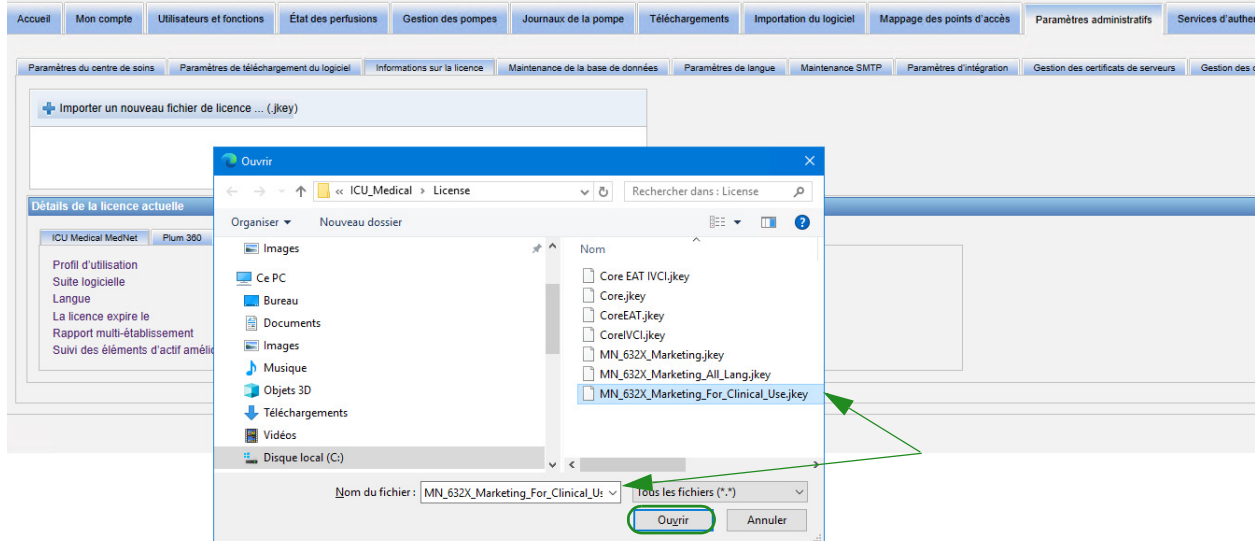 Accueil Mon compte Utilisateurs et fonctions État des perfusions Gestion des pompes Journaux de la pompe Téléchargements Importation du logiciel Mappage des points d'accès Paramètres administratifs Services d'authe
Paramètres du centre de soins Paramètres de téléchargement du logiciel Informations sur la licence Maintenance de la base de données Paramètres de langue Maintenance SMTP Paramètres d'intégration Gestion des certificats de serveurs Gestion des
Importer un nouveau fichier de licence ... (.jkey)
Ouvrir
« ICU_Medical › License
Rechercher dans : License
Organiser Nouveau dossier
Détails de la licence actuelle
ICU Medical MedNet Plum 360
Profil d'utilisation
Suite logicielle
Langue
La licence expire le
Rapport multi-établissement
Suivi des éléments d'actif amélio
Images
Ce PC
Bureau
Documents
Images
Musique
Objets 3D
Téléchargements
Vidéos
Disque local (C:)
Nom
Core EAT IVCI.jkey
Core.jkey
CoreEAT.jkey
CoreIVCI.jkey
MN_632X_Marketing.jkey
MN_632X_Marketing_All_Lang.jkey
MN_632X_Marketing_For_Clinical_Use.jkey
Nom du fichier : MN_632X_Marketing_For_Clinical_Us Tous les fichiers (*.*)
Ouvrir Annuler